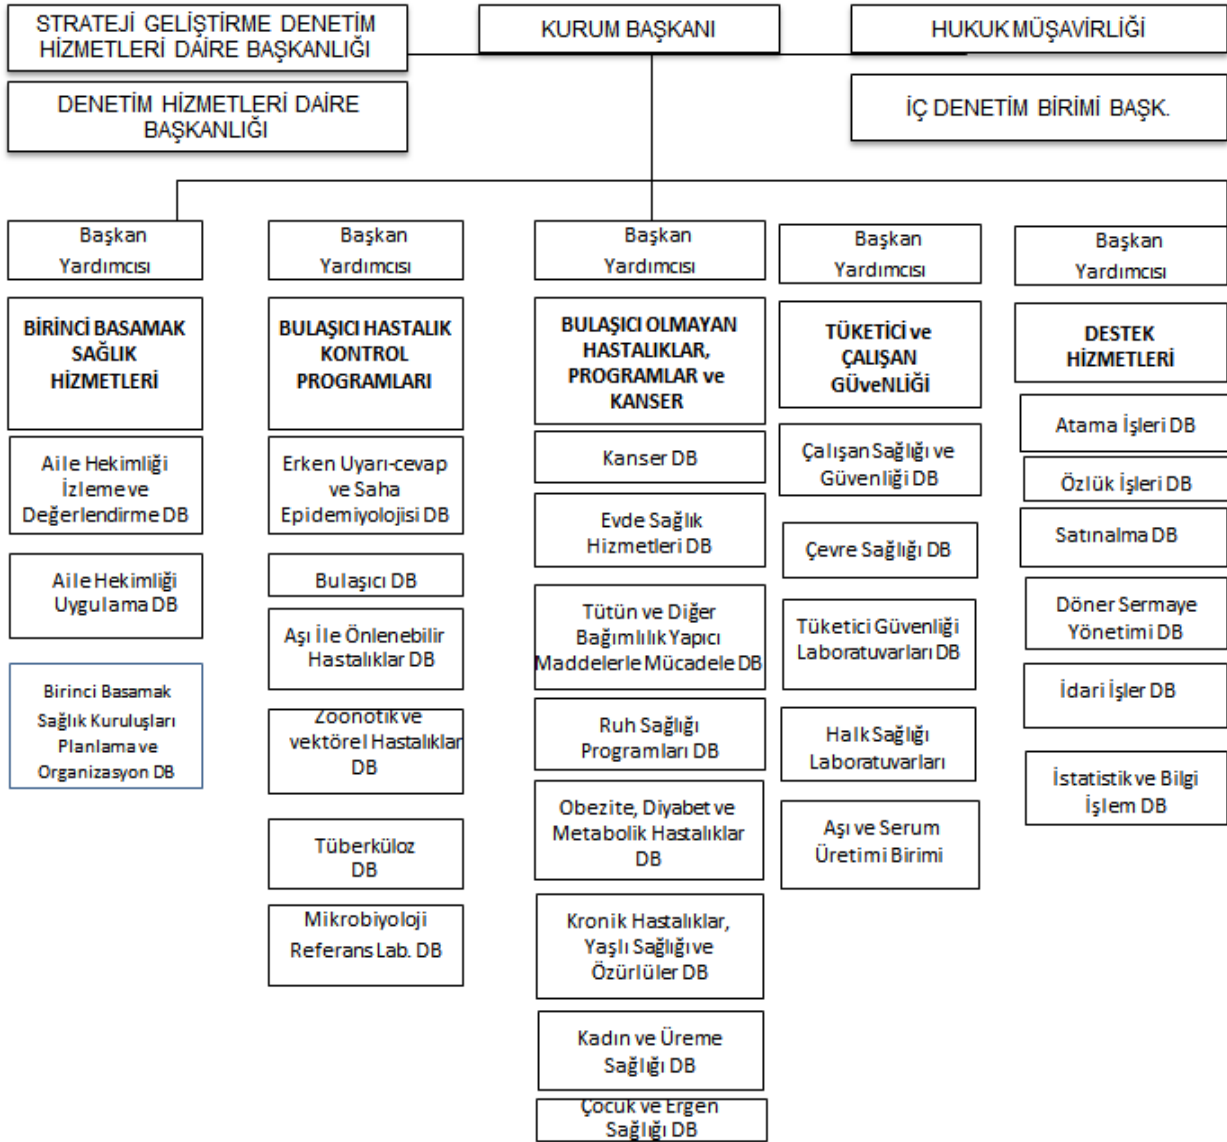 STRATEJİ GELİŞTİRME DENETİM
HİZMETLERİ DAİRE BAŞKANLIĞI
KURUM BAŞKANI
HUKUK MÜŞAVİRLİĞİ
DENETİM HİZMETLERİ DAİRE
BAŞKANLIĞI
İÇ DENETİM BİRİMİ BAŞK.
Başkan
Yardımcısı
BİRİNCİ BASAMAK
SAĞLIK
HİZMETLERİ
Aile Hekimliği
İzleme ve
Değerlendirme DB
Aile Hekimliği
Uygulama DB
Birinci Basamak
Sağlık Kuruluşları
Planlama ve
Organizasyon DB
Başkan
Yardımcısı
BULAŞICI HASTALIK
KONTROL
PROGRAMLARI
Erken Uyarı-cevap
ve Saha
Epidemiyolojisi DB
Bulaşıcı DB
Aşı İle Önlenebilir
Hastalıklar DB
Zoonotik ve
vektörel Hastalıklar
DB
Tüberküloz
DB
Mikrobiyoloji
Referans Lab. DB
Başkan
Yardımcısı
BULAŞICI OLMAYAN
HASTALIKLAR,
PROGRAMLAR ve
KANSER
Kanser DB
Evde Sağlık
Hizmetleri DB
Tütün ve Diğer
Bağımlılık Yapıcı
Maddelerle Mücadele DB
Ruh Sağlığı
Programları DB
Obezite, Diyabet ve
Metabolik Hastalıklar
DB
Kronik Hastalıklar,
Yaşlı Sağlığı ve
Özürlüler DB
Kadın ve Üreme
Sağlığı DB
Çocuk ve Ergen
Sağlığı DB
Başkan
Yardımcısı
TÜKETİCİ ve
ÇALIŞAN
GÜveNLİĞİ
Çalışan Sağlığı ve
Güvenliği DB
Çevre Sağlığı DB
Tüketici Güvenliği
Laboratuvarları DB
Halk Sağlığı
Laboratuvarları
Aşı ve Serum
Üretimi Birimi
Başkan
Yardımcısı
DESTEK
HİZMETLERİ
Atama İşleri DB
Özlük İşleri DB
Satınalma DB
Döner Sermaye
Yönetimi DB
İdari İşler DB
İstatistik ve Bilgi
İşlem DB